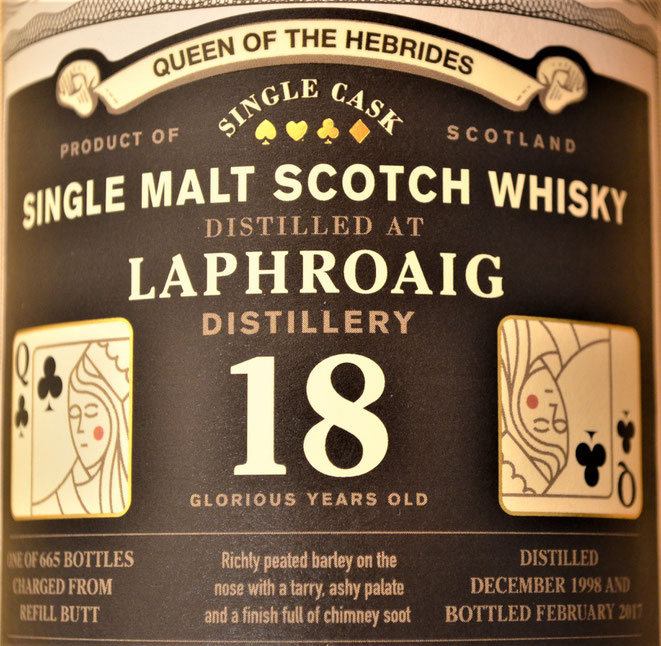 QUEEN OF THE HEBRIDES
SINGLE CASK
PRODUCT OF SCOTLAND
SINGLE MALT SCOTCH WHISKY
DISTILLED AT
LAPHROAIG
DISTILLERY
Q
18
GLORIOUS YEARS OLD
Q
ONE OF 665 BOTTLES
CHARGED FROM
REFILL BUTT
Richly peated barley on the
nose with a tarry, ashy palate
and a finish full of chimney soot
DISTILLED
DECEMBER 1998 AND
BOTTLED FEBRUARY 2017